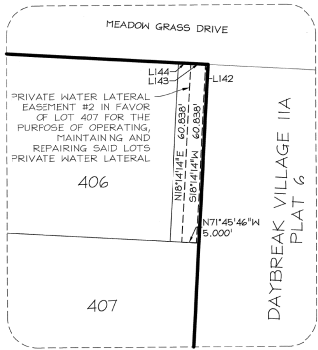 MEADOW GRASS DRIVE
L144
L143
L142
PRIVATE WATER LATERAL
EASEMENT #2 IN FAVOR
OF LOT 407 FOR THE
PURPOSE OF OPERATING,
MAINTAINING AND
REPAIRING SAID LOTS
PRIVATE WATER LATERAL
N18°14'14"E 60.838'
S18°14'14"W 60.838'
406
N71°45'46"W
5.000'
407
DAYBREAK VILLAGE 11A
PLAT 6